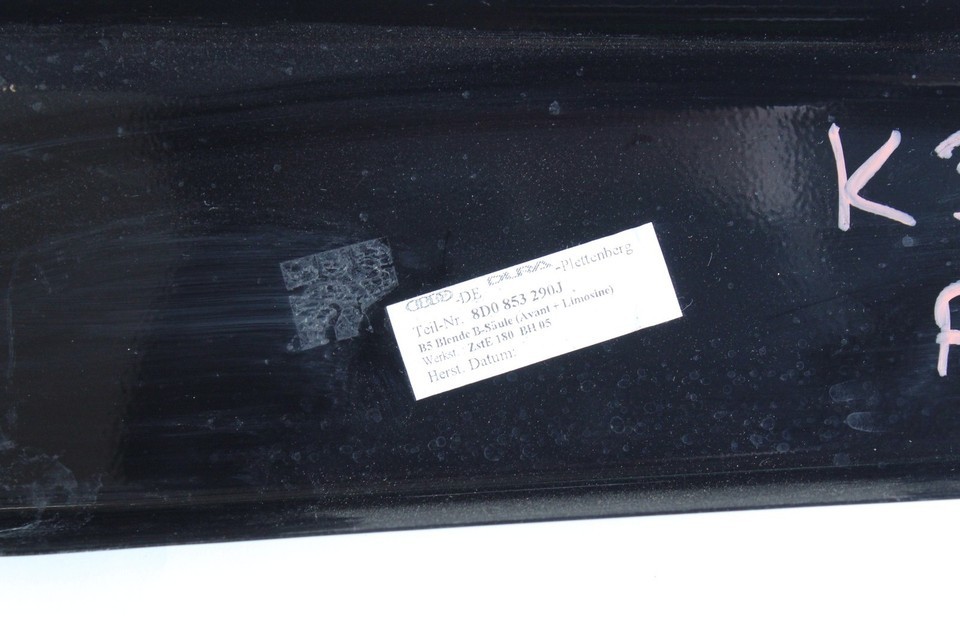 -DE DURA -Plettenberg
Teil-Nr. 8D0 853 290J
B5 Blende B-Säule (Avant + Limosine)
Werkst.: ZstE 180 BH 05
Herst. Datum:
K